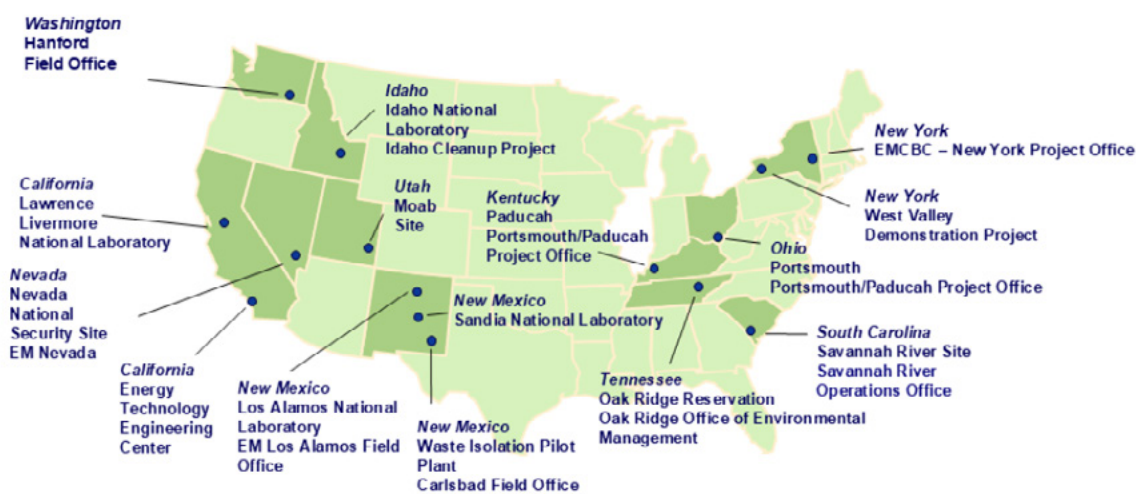 Washington
Hanford
Field Office
Idaho
Idaho National
Laboratory
Idaho Cleanup Project
New York
EMCBC – New York Project Office
California
Lawrence
Livermore
National Laboratory
Utah
Moab
Site
Kentucky
Paducah
Portsmouth/Paducah
Project Office
New York
West Valley
Demonstration Project
Ohio
Portsmouth
Portsmouth/Paducah Project Office
Nevada
Nevada
National
Security Site
EM Nevada
New Mexico
Sandia National Laboratory
South Carolina
Savannah River Site
Savannah River
Operations Office
California
Energy
Technology
Engineering
Center
New Mexico
Los Alamos National
Laboratory
EM Los Alamos Field
Office
New Mexico
Waste Isolation Pilot
Plant
Carlsbad Field Office
Tennessee
Oak Ridge Reservation
Oak Ridge Office of Environmental
Management